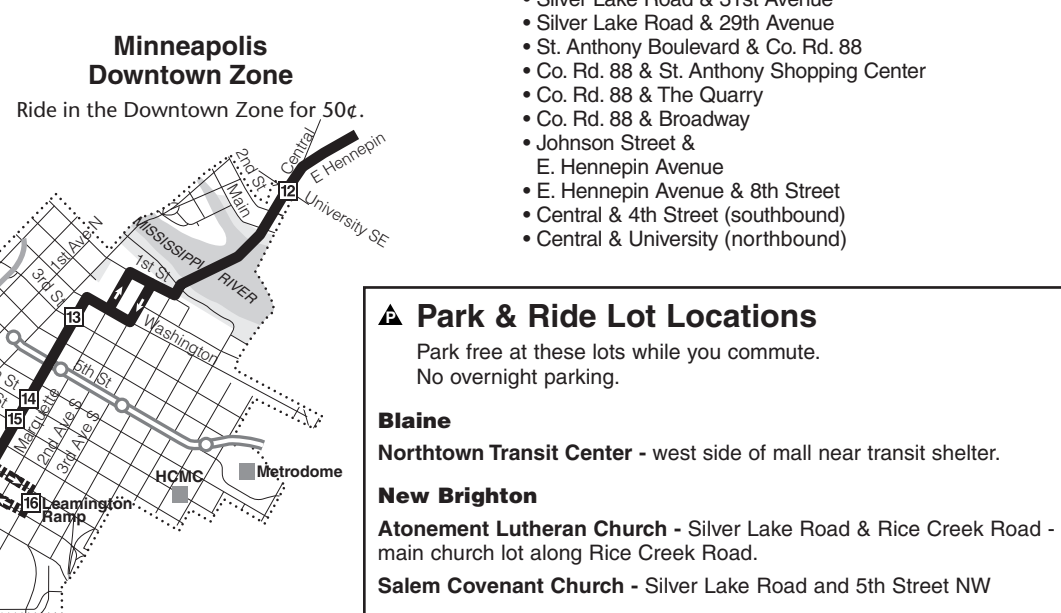 • Silver Lake Road & 31st Avenue
• Silver Lake Road & 29th Avenue
• St. Anthony Boulevard & Co. Rd. 88
• Co. Rd. 88 & St. Anthony Shopping Center
• Co. Rd. 88 & The Quarry
• Co. Rd. 88 & Broadway
• Johnson Street &
E. Hennepin Avenue
• E. Hennepin Avenue & 8th Street
• Central & 4th Street (southbound)
• Central & University (northbound)
Minneapolis
Downtown Zone
Ride in the Downtown Zone for 50¢.
Central
E Hennepin
2nd St
Main
12
University SE
MISSISSIPPI RIVER
1st Ave N
1st St
3rd St
13
Washington
5th St
St
14
15
Marquette
2nd Ave S
3rd Ave S
HCMC
Metrodome
16
Leamington
Ramp
P
Park & Ride Lot Locations
Park free at these lots while you commute.
No overnight parking.
Blaine
Northtown Transit Center - west side of mall near transit shelter.
New Brighton
Atonement Lutheran Church - Silver Lake Road & Rice Creek Road -
main church lot along Rice Creek Road.
Salem Covenant Church - Silver Lake Road and 5th Street NW